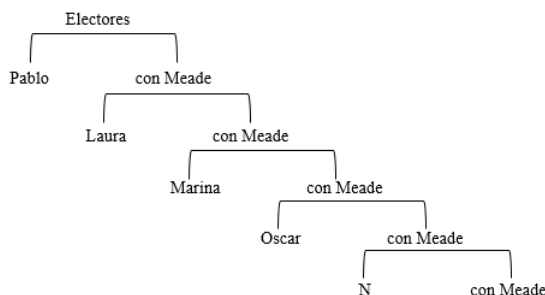 Electores
Pablo con Meade
Laura con Meade
Marina con Meade
Oscar con Meade
N con Meade